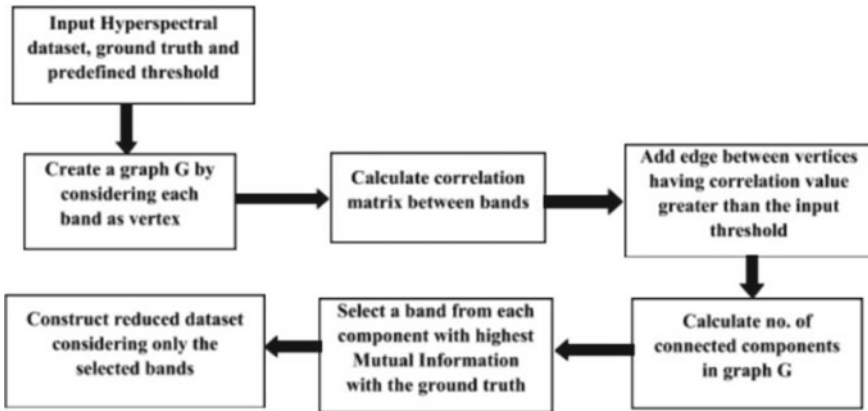 Input Hyperspectral
dataset, ground truth and
predefined threshold
Create a graph G by
considering each
band as vertex
Calculate correlation
matrix between bands
Add edge between vertices
having correlation value
greater than the input
threshold
Calculate no. of
connected components
in graph G
Select a band from each
component with highest
Mutual Information
with the ground truth
Construct reduced dataset
considering only the
selected bands